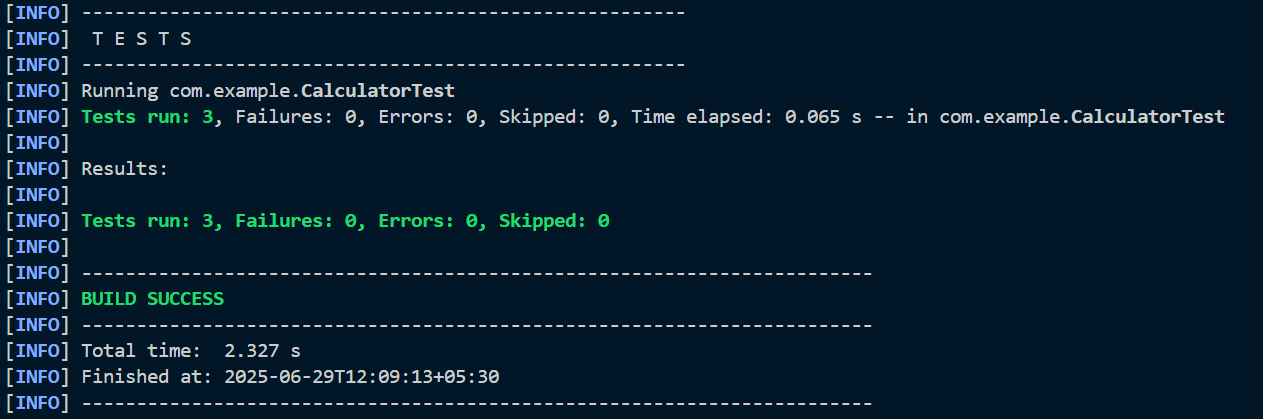 [INFO] -------------------------------------------------------
[INFO]  T E S T S
[INFO] -------------------------------------------------------
[INFO] Running com.example.CalculatorTest
[INFO] Tests run: 3, Failures: 0, Errors: 0, Skipped: 0, Time elapsed: 0.065 s -- in com.example.CalculatorTest
[INFO]
[INFO] Results:
[INFO]
[INFO] Tests run: 3, Failures: 0, Errors: 0, Skipped: 0
[INFO]
[INFO] ------------------------------------------------------------------------
[INFO] BUILD SUCCESS
[INFO] ------------------------------------------------------------------------
[INFO] Total time:  2.327 s
[INFO] Finished at: 2025-06-29T12:09:13+05:30
[INFO] ------------------------------------------------------------------------